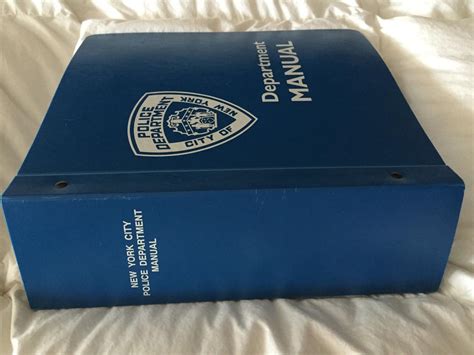 Department
MANUAL
POLICE
DEPARTMENT
CITY OF
NEW YORK
NEW YORK CITY
POLICE DEPARTMENT
MANUAL